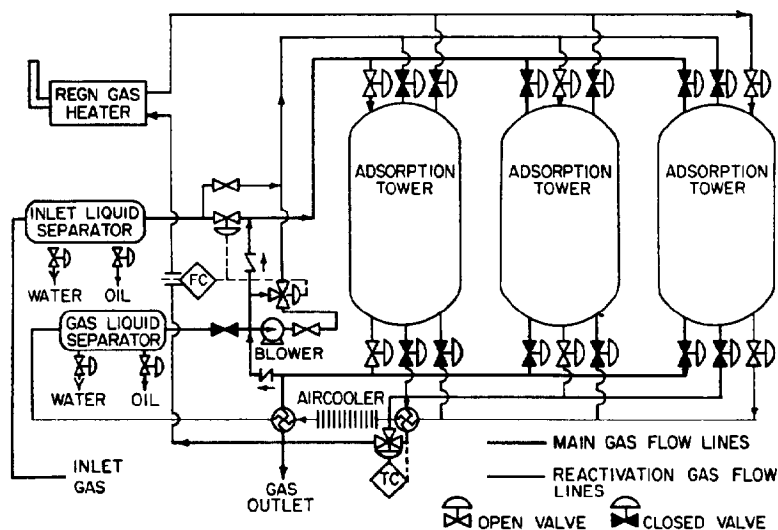 REGN GAS
HEATER
INLET LIQUID
SEPARATOR
WATER
OIL
FC
GAS LIQUID
SEPARATOR
WATER
OIL
BLOWER
AIRCOOLER
INLET
GAS
GAS
OUTLET
TC
ADSORPTION
TOWER
ADSORPTION
TOWER
ADSORPTION
TOWER
MAIN GAS FLOW LINES
REACTIVATION GAS FLOW
LINES
OPEN VALVE
CLOSED VALVE